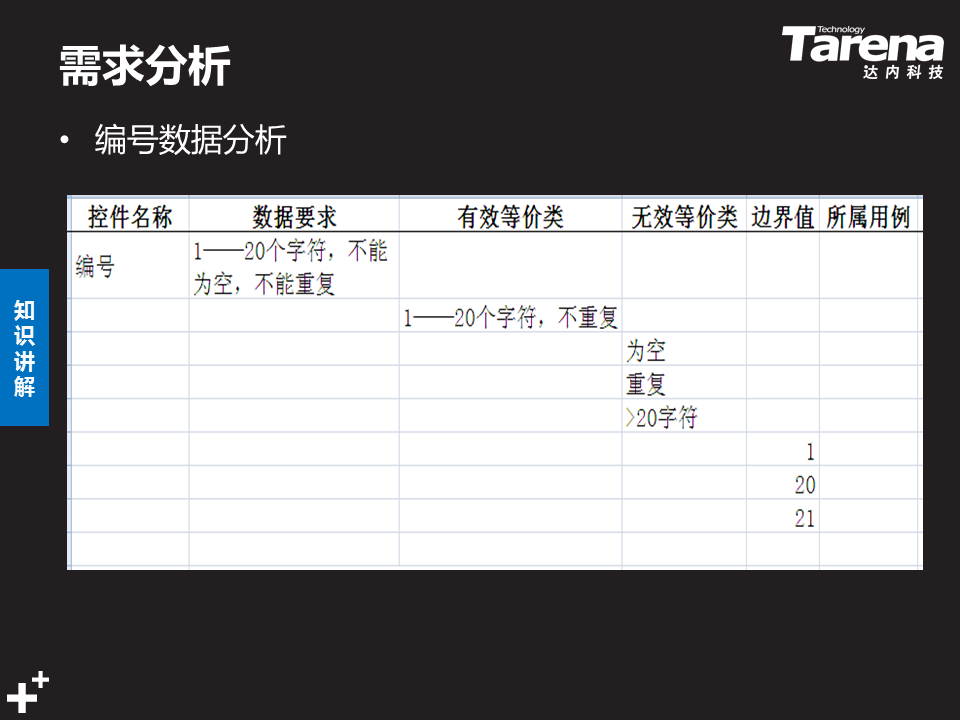 需求分析
Technology
Tarena
达内科技
• 编号数据分析
控件名称 数据要求 有效等价类 无效等价类 边界值 所属用例
编号 1——20个字符，不能
为空，不能重复
1——20个字符，不重复
为空
重复
>20字符
1
20
21
知识讲解